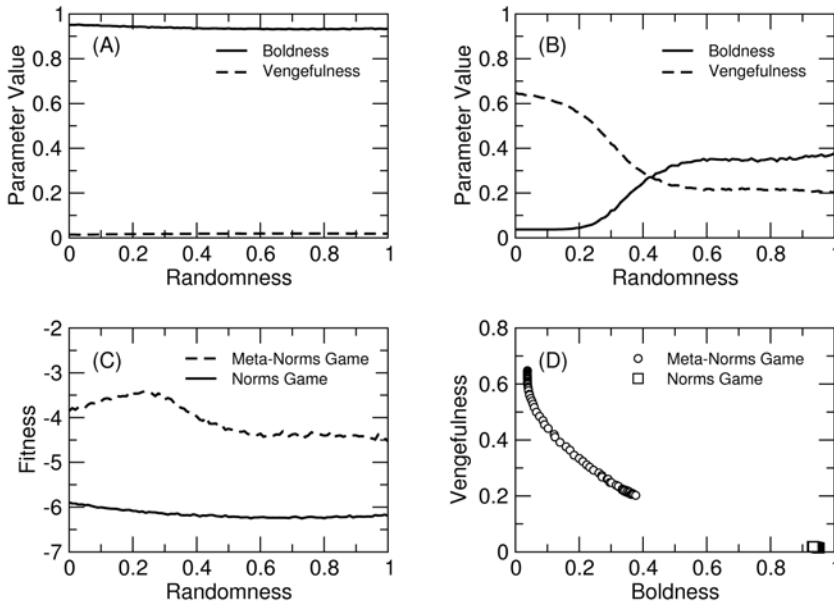 (A)
Boldness
Vengefulness
Parameter Value
1
0.8
0.6
0.4
0.2
0
0 0.2 0.4 0.6 0.8 1
Randomness
(B)
Boldness
Vengefulness
Parameter Value
1
0.8
0.6
0.4
0.2
0
0 0.2 0.4 0.6 0.8 1
Randomness
(C)
Meta-Norms Game
Norms Game
Fitness
-2
-3
-4
-5
-6
-7
0 0.2 0.4 0.6 0.8 1
Randomness
(D)
Meta-Norms Game
Norms Game
Vengefulness
0.8
0.6
0.4
0.2
0
0 0.2 0.4 0.6 0.8 1
Boldness